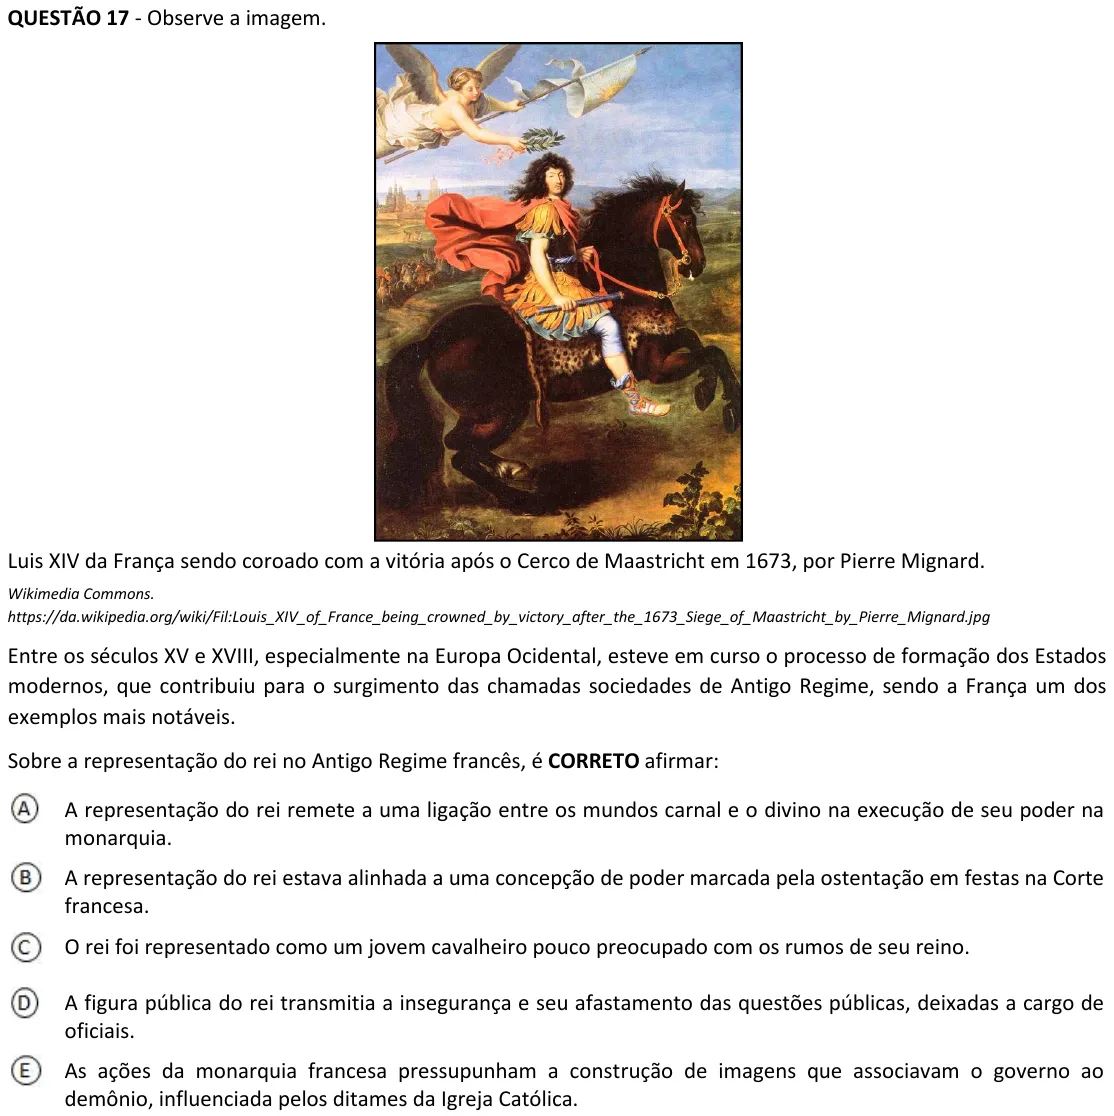 QUESTÃO 17 - Observe a imagem.
Luis XIV da França sendo coroado com a vitória após o Cerco de Maastricht em 1673, por Pierre Mignard.
Wikimedia Commons.
https://da.wikipedia.org/wiki/Fil:Louis_XIV_of_France_being_crowned_by_victory_after_the_1673_Siege_of_Maastricht_by_Pierre_Mignard.jpg
Entre os séculos XV e XVIII, especialmente na Europa Ocidental, esteve em curso o processo de formação dos Estados
modernos, que contribuiu para o surgimento das chamadas sociedades de Antigo Regime, sendo a França um dos
exemplos mais notáveis.
Sobre a representação do rei no Antigo Regime francês, é CORRETO afirmar:
A A representação do rei remete a uma ligação entre os mundos carnal e o divino na execução de seu poder na
monarquia.
B A representação do rei estava alinhada a uma concepção de poder marcada pela ostentação em festas na Corte
francesa.
C O rei foi representado como um jovem cavalheiro pouco preocupado com os rumos de seu reino.
D A figura pública do rei transmitia a insegurança e seu afastamento das questões públicas, deixadas a cargo de
oficiais.
E As ações da monarquia francesa pressupunham a construção de imagens que associavam o governo ao
demônio, influenciada pelos ditames da Igreja Católica.